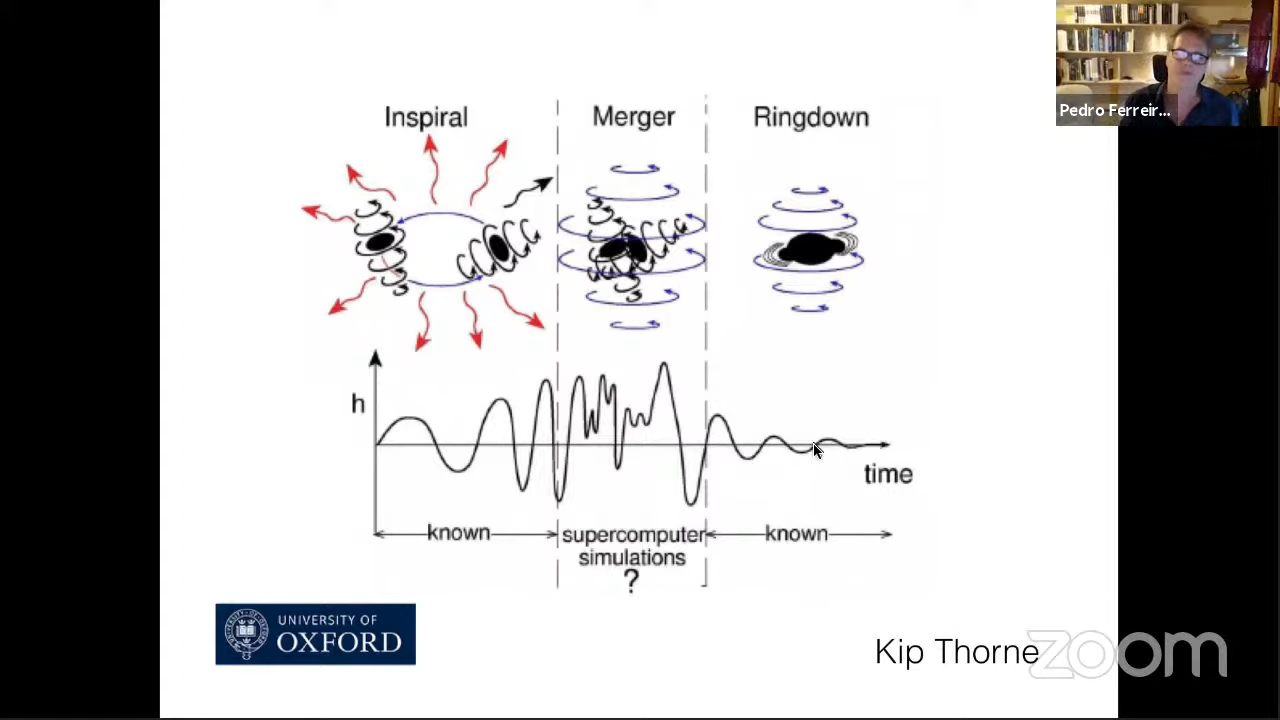 Pedro Ferreir...
Inspiral
Merger
Ringdown
h
time
known
supercomputer
simulations
?
known
UNIVERSITY OF
OXFORD
Kip Thorne
zoom